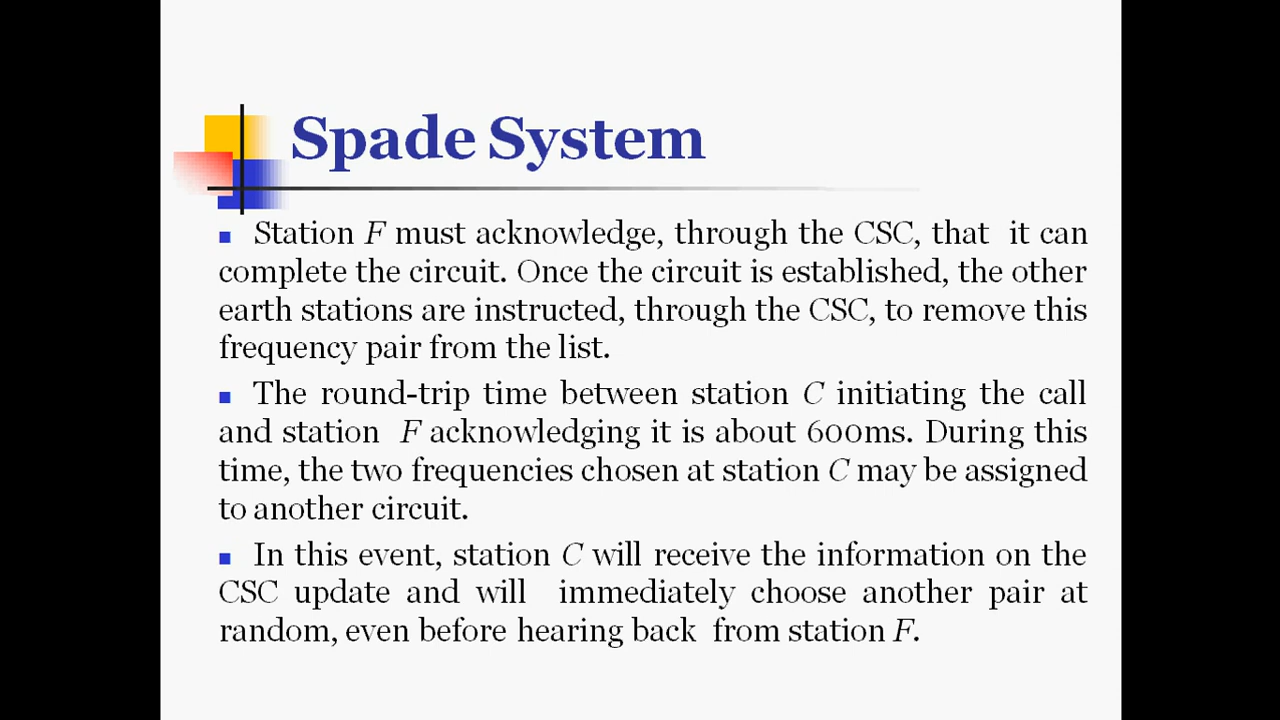 Spade System
Station F must acknowledge, through the CSC, that it can
complete the circuit. Once the circuit is established, the other
earth stations are instructed, through the CSC, to remove this
frequency pair from the list.
The round-trip time between station C initiating the call
and station F acknowledging it is about 600ms. During this
time, the two frequencies chosen at station C may be assigned
to another circuit.
In this event, station C will receive the information on the
CSC update and will immediately choose another pair at
random, even before hearing back from station F.